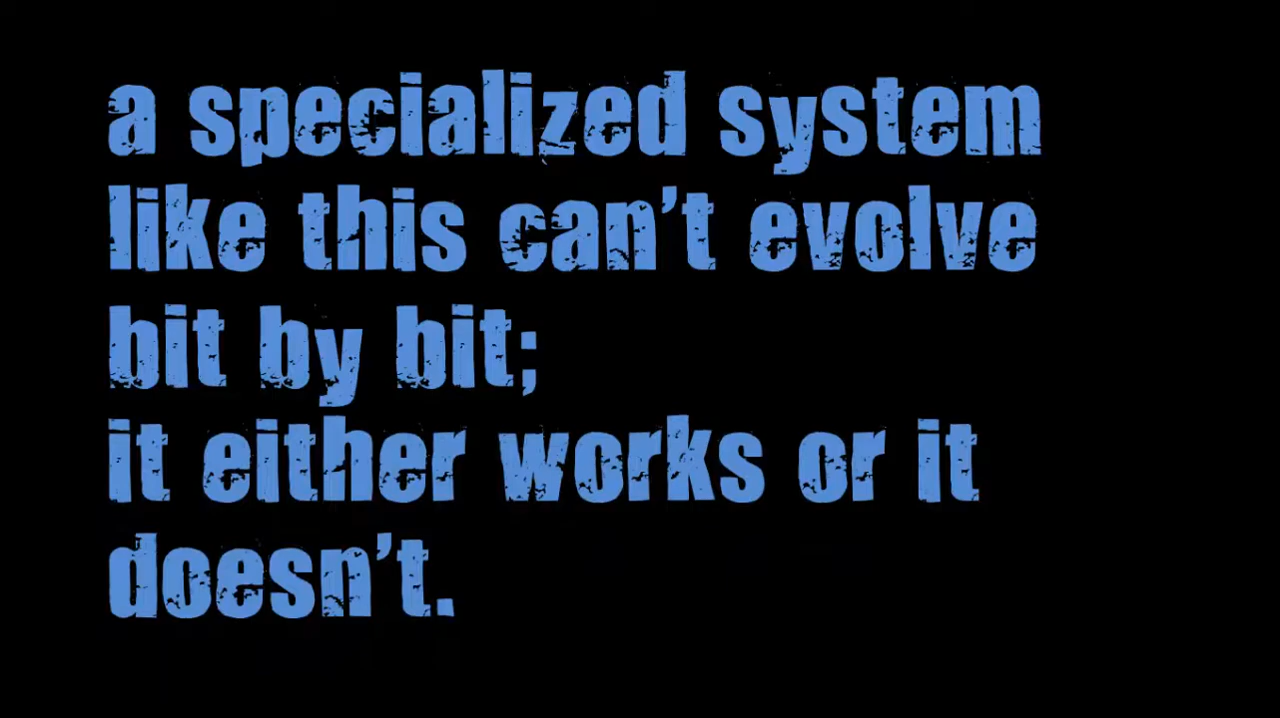 a specialized system
like this can’t evolve
bit by bit;
it either works or it
doesn’t.